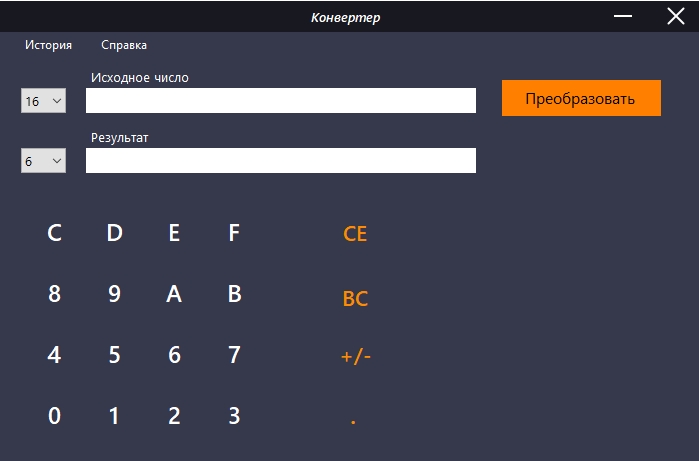 Конвертер
История Справка
Исходное число
16 Преобразовать
Результат
6
C D E F CE
8 9 A B BC
4 5 6 7 +/-
0 1 2 3 .